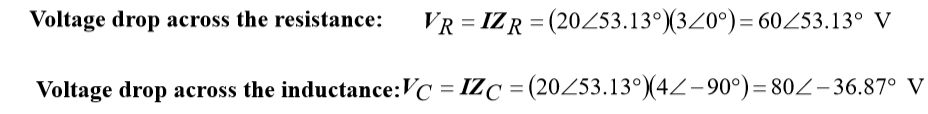 Voltage drop across the resistance: V_R = IZ_R = (20∠53.13°)(3∠0°) = 60∠53.13° V
Voltage drop across the inductance: V_C = IZ_C = (20∠53.13°)(4∠−90°) = 80∠−36.87° V